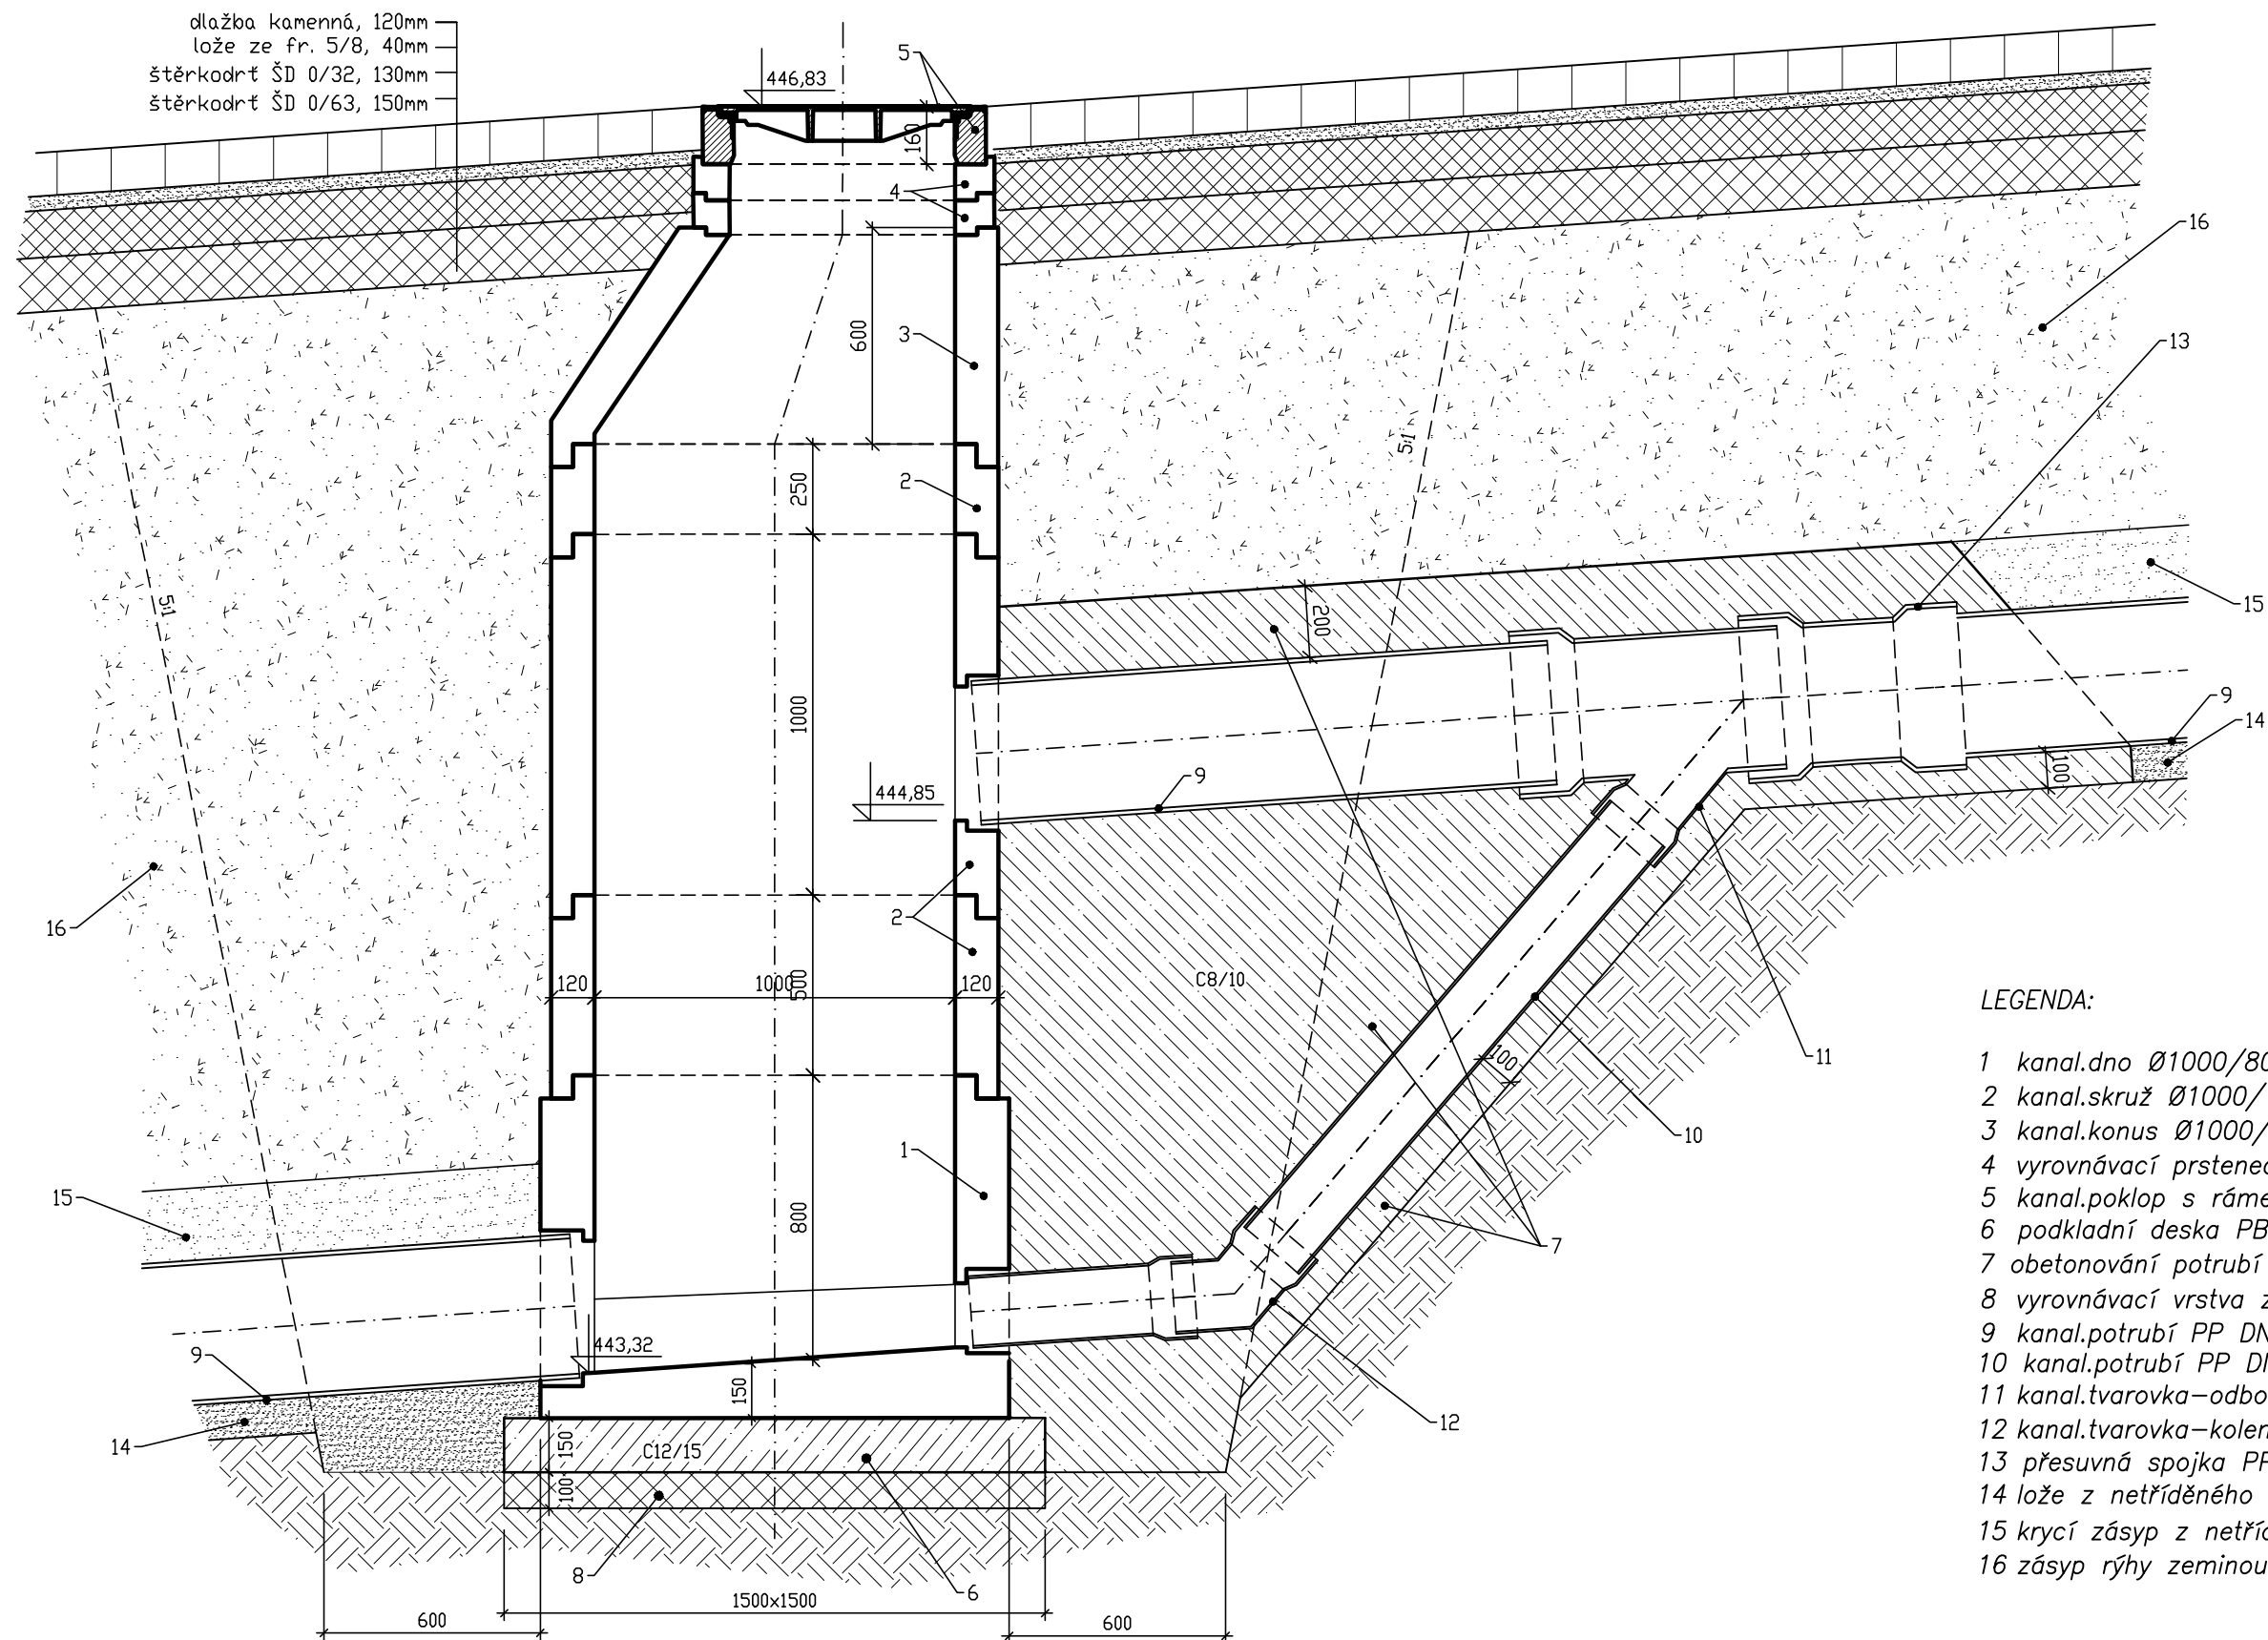 dlažba kamenná, 120mm
lože ze fr. 5/8, 40mm
štěrkodrť ŠD 0/32, 130mm
štěrkodrť ŠD 0/63, 150mm
446,83
5
160
4
16
600
3
13
5:1
250
2
5:1
200
15
1000
9
14
100
9
444,85
2
16
120
1000
500
120
C8/10
11
100
10
1
15
800
7
9
443,32
150
12
14
C12/15
150
100
8
6
1500x1500
600
600
LEGENDA:
1 kanal.dno Ø1000/80
2 kanal.skruž Ø1000/
3 kanal.konus Ø1000/
4 vyrovnávací prstenec
5 kanal.poklop s ráme
6 podkladní deska PB
7 obetonování potrubí
8 vyrovnávací vrstva z
9 kanal.potrubí PP DN
10 kanal.potrubí PP DN
11 kanal.tvarovka-odbo
12 kanal.tvarovka-kolen
13 přesuvná spojka PP
14 lože z netříděného
15 krycí zásyp z netříd
16 zásyp rýhy zeminou